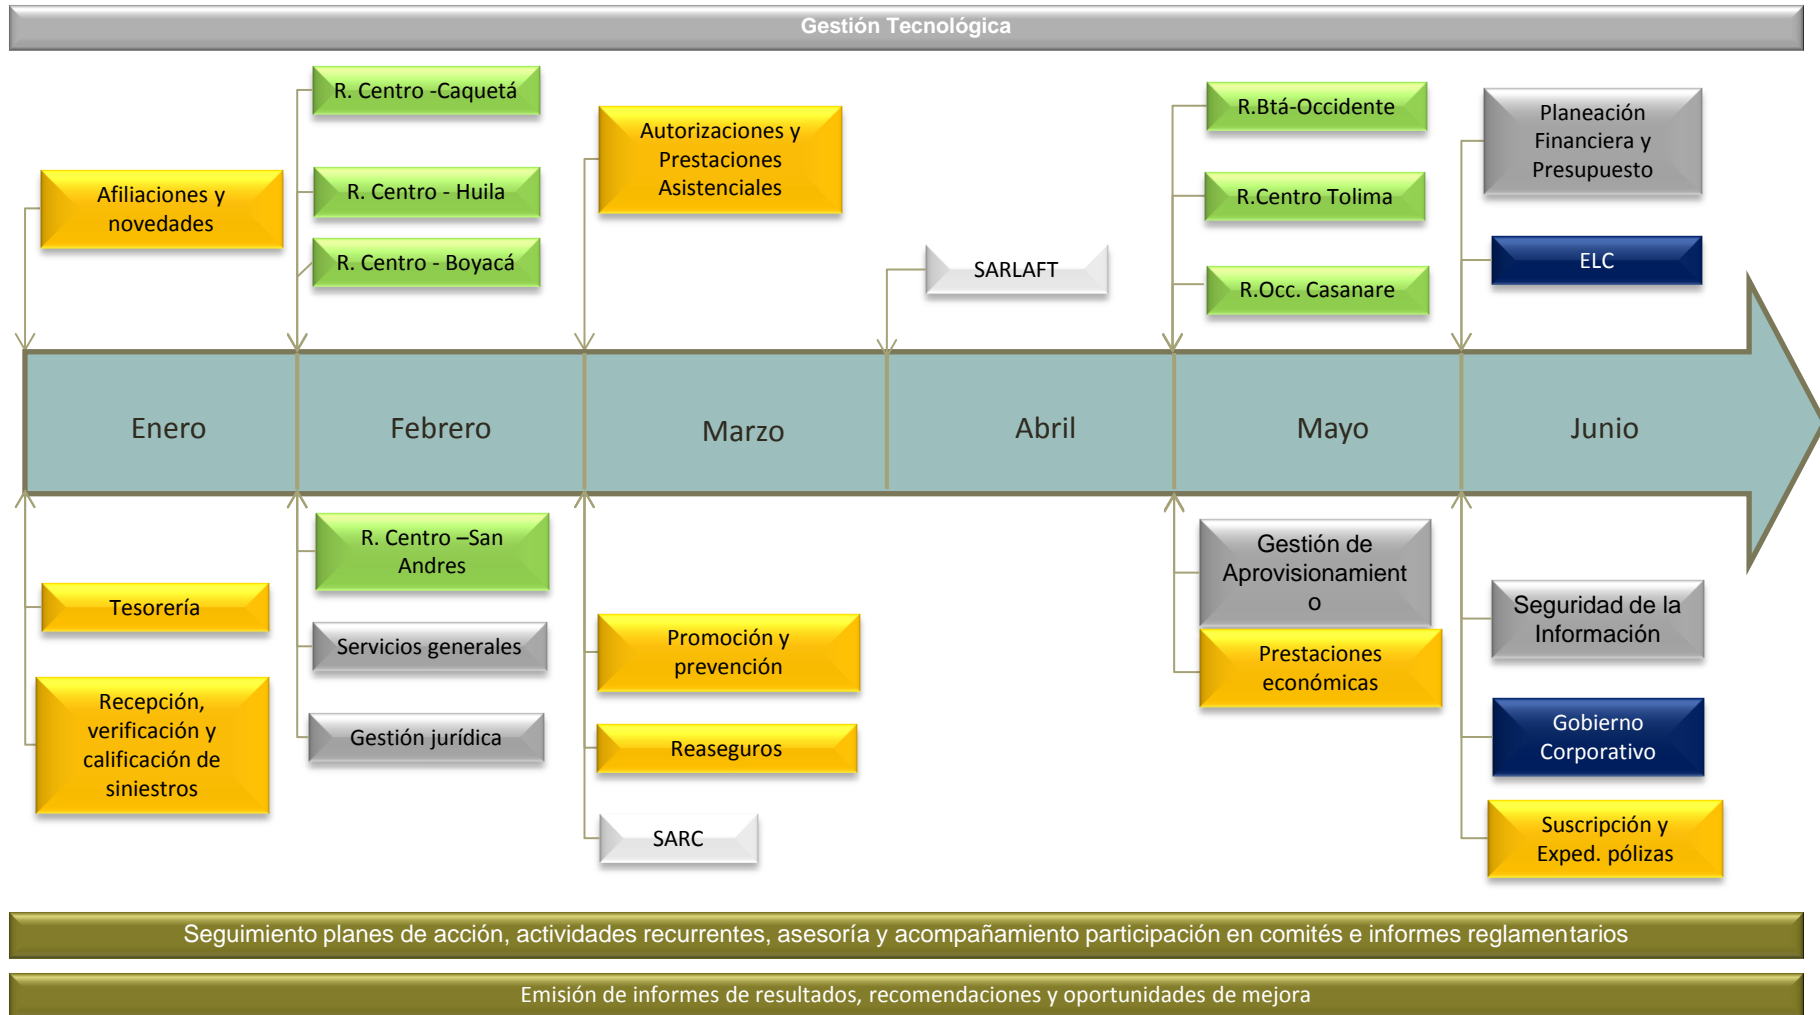 Gestión Tecnológica
R. Centro -Caquetá
R. Centro - Huila
R. Centro - Boyacá
Afiliaciones y
novedades
Autorizaciones y
Prestaciones
Asistenciales
SARLAFT
R.Btá-Occidente
R.Centro Tolima
R.Occ. Casanare
Planeación
Financiera y
Presupuesto
ELC
Enero
Febrero
Marzo
Abril
Mayo
Junio
Tesorería
Recepción,
verificación y
calificación de
siniestros
R. Centro –San
Andres
Servicios generales
Gestión jurídica
Promoción y
prevención
Reaseguros
SARC
Gestión de
Aprovisionamient
o
Prestaciones
económicas
Seguridad de la
Información
Gobierno
Corporativo
Suscripción y
Exped. pólizas
Seguimiento planes de acción, actividades recurrentes, asesoría y acompañamiento participación en comités e informes reglamentarios
Emisión de informes de resultados, recomendaciones y oportunidades de mejora